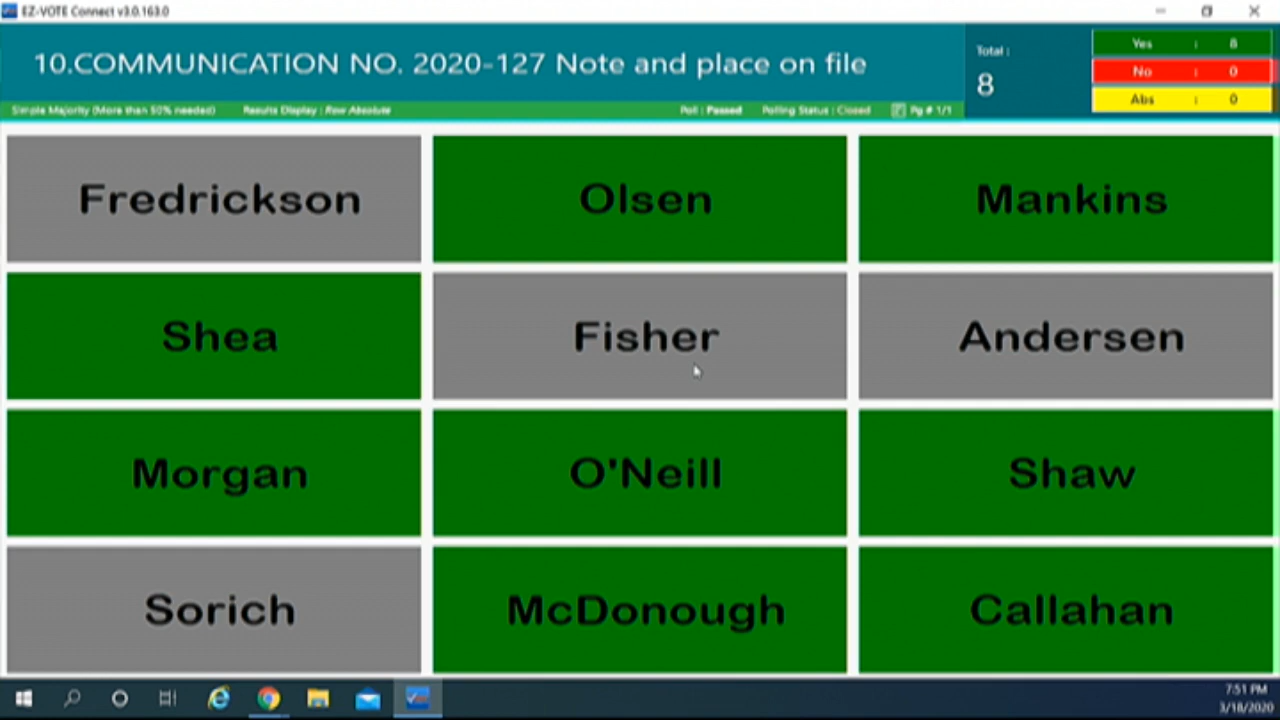 EZ-VOTE Connect v3.0.163.0
10.COMMUNICATION NO. 2020-127 Note and place on file
Total :
8
Yes : 8
No : 0
Abs : 0
Simple Majority (More than 50% needed) Results Display : Raw Absolute Poll : Passed Polling Status : Closed Pg # 1/1
Fredrickson Olsen Mankins
Shea Fisher Andersen
Morgan O'Neill Shaw
Sorich McDonough Callahan
7:51 PM
3/18/2020